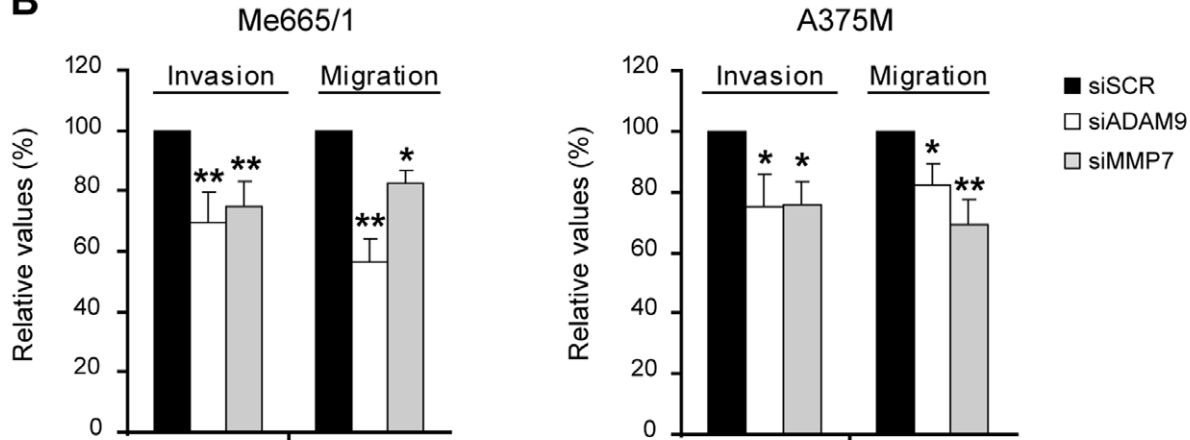 B
Me665/1
A375M
Invasion
Migration
Invasion
Migration
siSCR
siADAM9
siMMP7
Relative values (%)
120
100
80
60
40
20
0
** ** ** *
Relative values (%)
120
100
80
60
40
20
0
* * * **